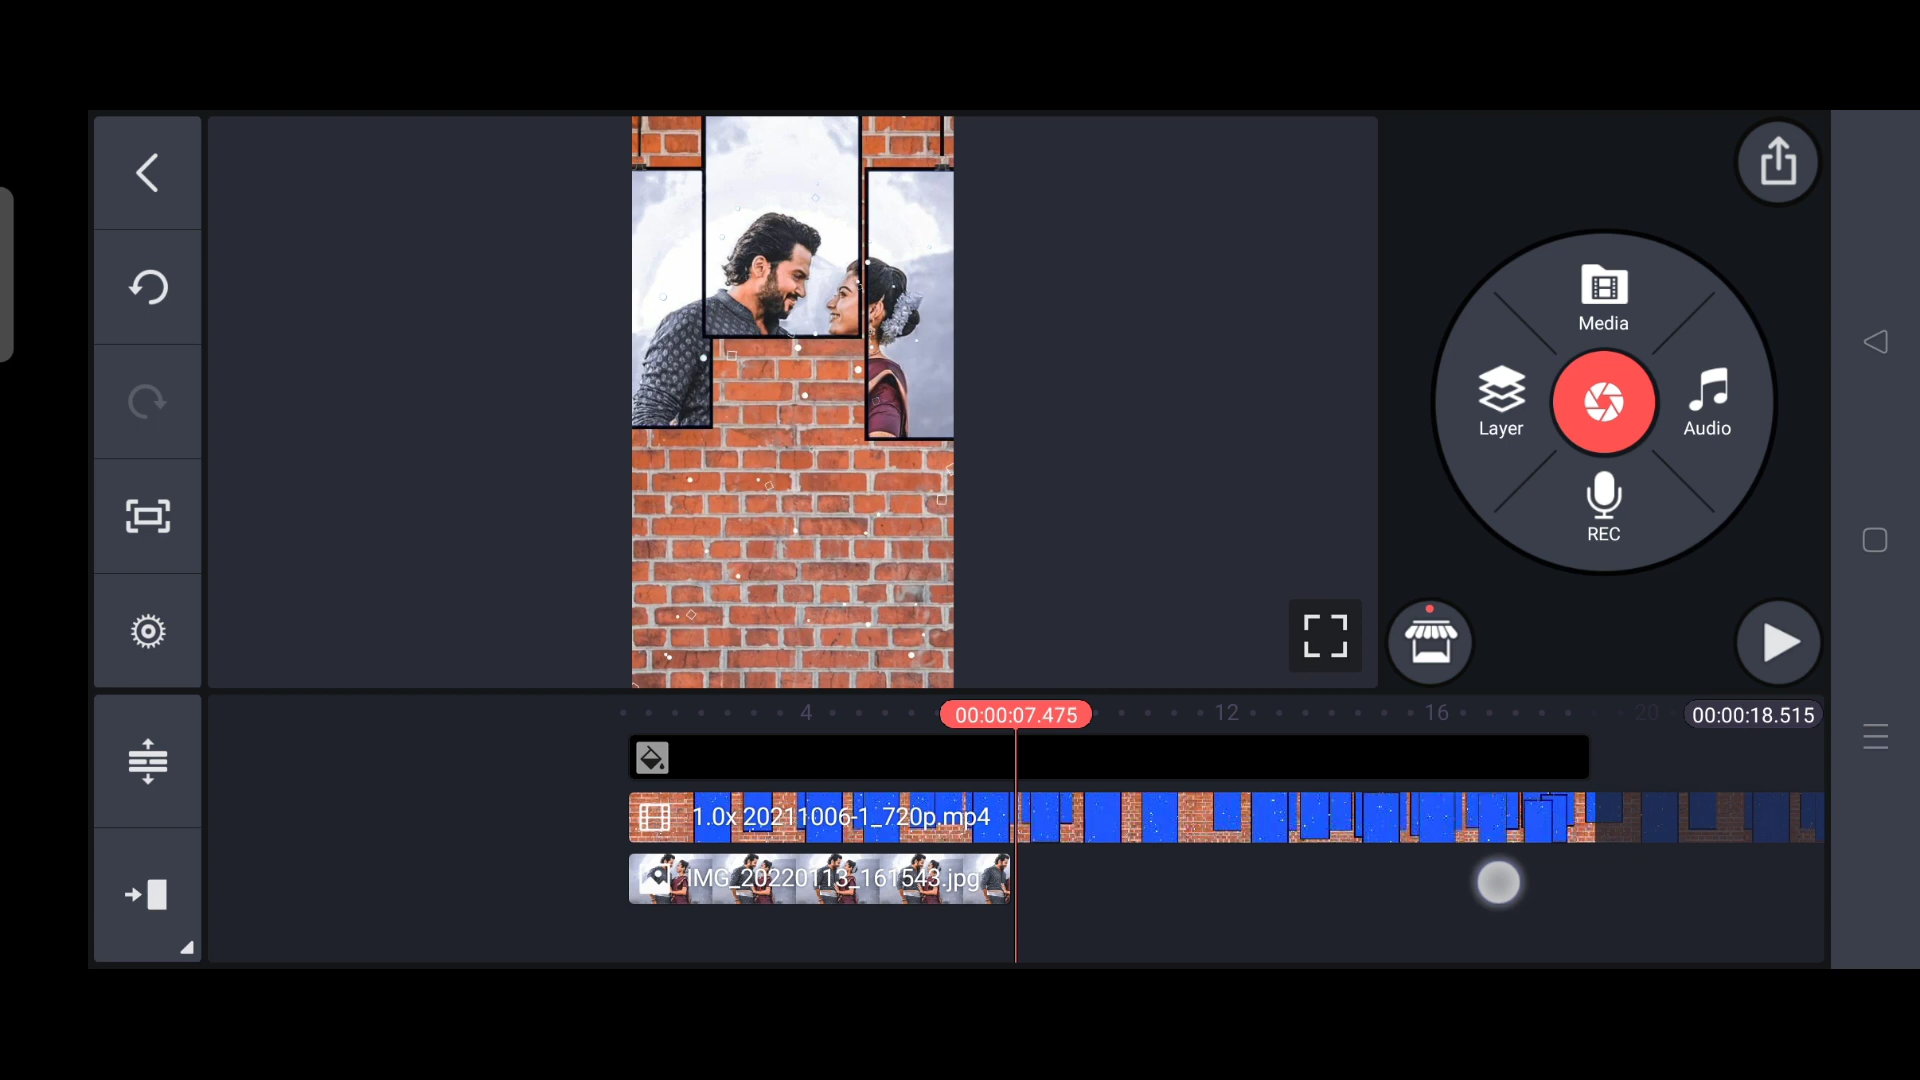 Media
Layer
Audio
REC
4
00:00:07.475
12
16
20
00:00:18.515
1.0x 20211006-1_720p.mp4
IMG_20220113_161543.jpg